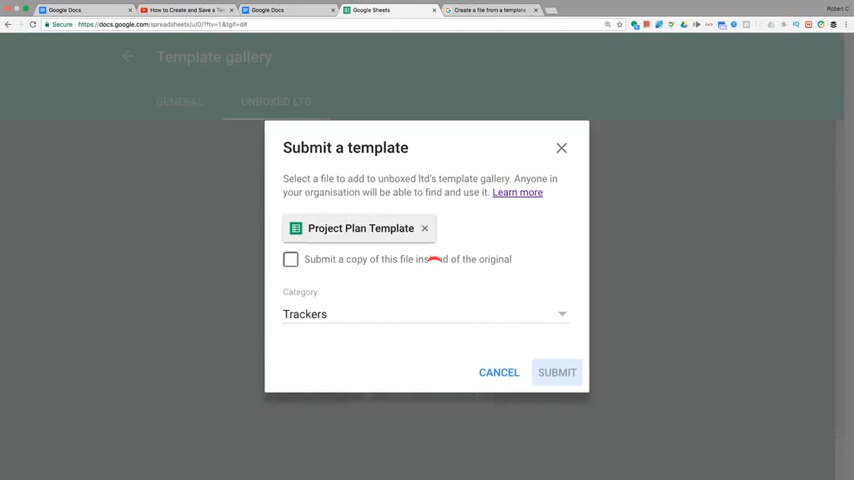 Google Docs
How to Create and Save a Tem
Google Docs
Google Sheets
Create a file from a template
Robert C
Secure
https://docs.google.com/spreadsheets/u/0/?ftv=1&tgif=d#
Template gallery
GENERAL
UNBOXED LTD
Submit a template
Select a file to add to unboxed ltd's template gallery. Anyone in
your organisation will be able to find and use it. Learn more
Project Plan Template
Submit a copy of this file instead of the original
Category
Trackers
CANCEL
SUBMIT